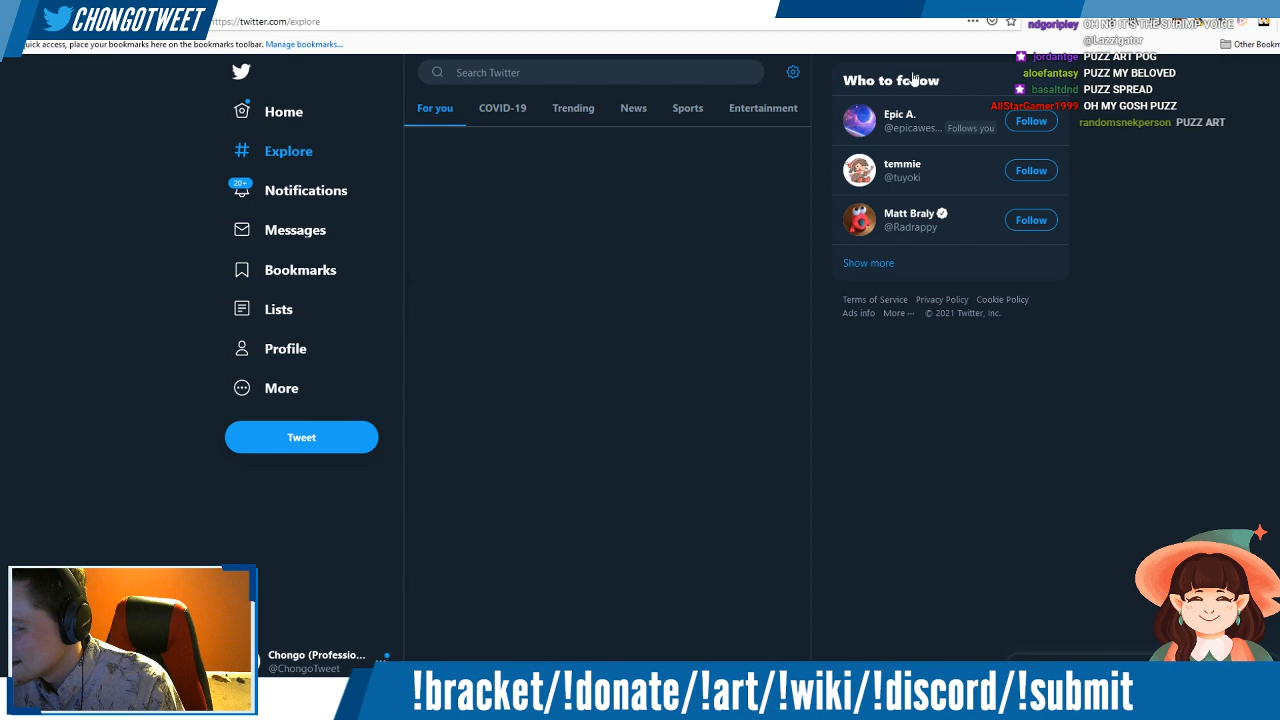 CHONGOTWEET
https://twitter.com/explore
quick access, place your bookmarks here on the bookmarks toolbar. Manage bookmarks...
Other Bookm
ndgoripley OH NO IT'S THE SHRIMP VOICE
@Lazzigator
jordantge PUZZ ART POG
aloefantasy PUZZ MY BELOVED
basaltdnd PUZZ SPREAD
AllStarGamer1999 OH MY GOSH PUZZ
randomsnekperson PUZZ ART
Home
Explore
20+
Notifications
Messages
Bookmarks
Lists
Profile
More
Tweet
Chongo (Professio...
@ChongoTweet
Search Twitter
For you COVID-19 Trending News Sports Entertainment
Who to follow
Epic A.
@epicawes... Follows you
Follow
temmie
@tuyoki
Follow
Matt Braly
@Radrappy
Follow
Show more
Terms of Service Privacy Policy Cookie Policy
Ads info More ··· © 2021 Twitter, Inc.
!bracket/!donate/!art/!wiki/!discord/!submit